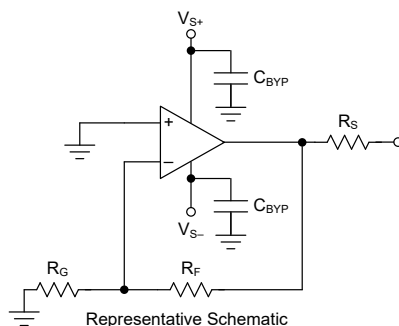 VS+
CBYP
+
−
RS
CBYP
VS−
RG
RF
Representative Schematic